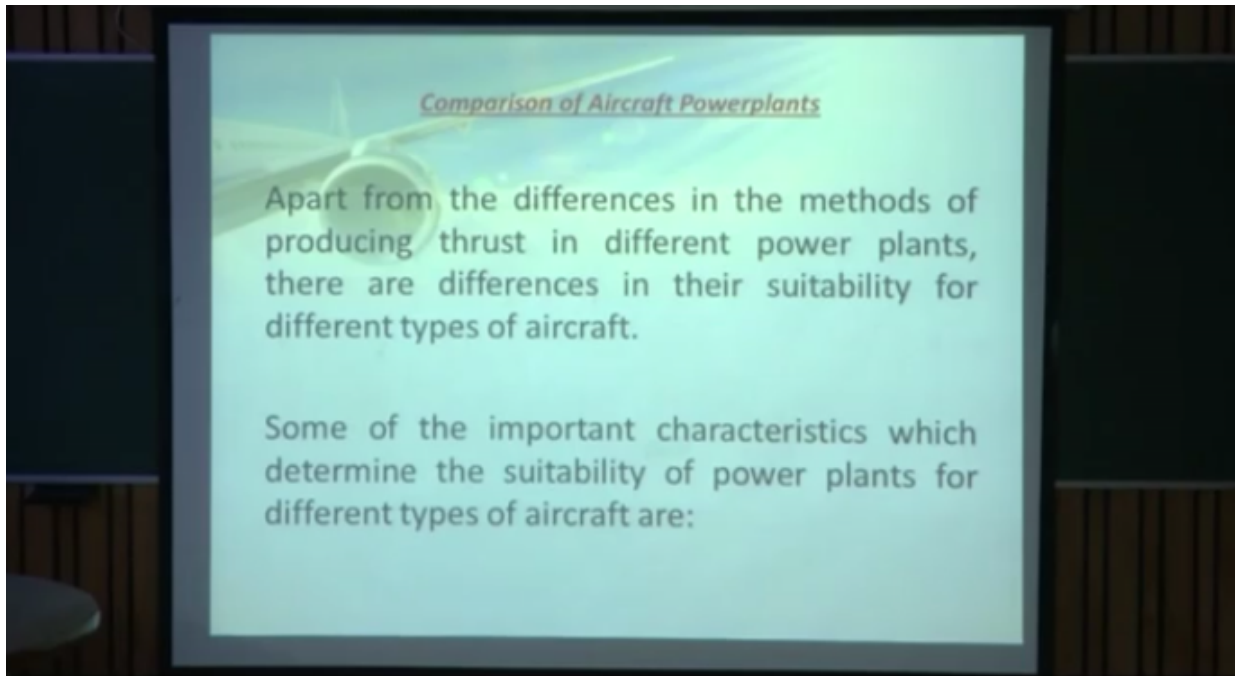 Comparison of Aircraft Powerplants
Apart from the differences in the methods of
producing thrust in different power plants,
there are differences in their suitability for
different types of aircraft.
Some of the important characteristics which
determine the suitability of power plants for
different types of aircraft are: